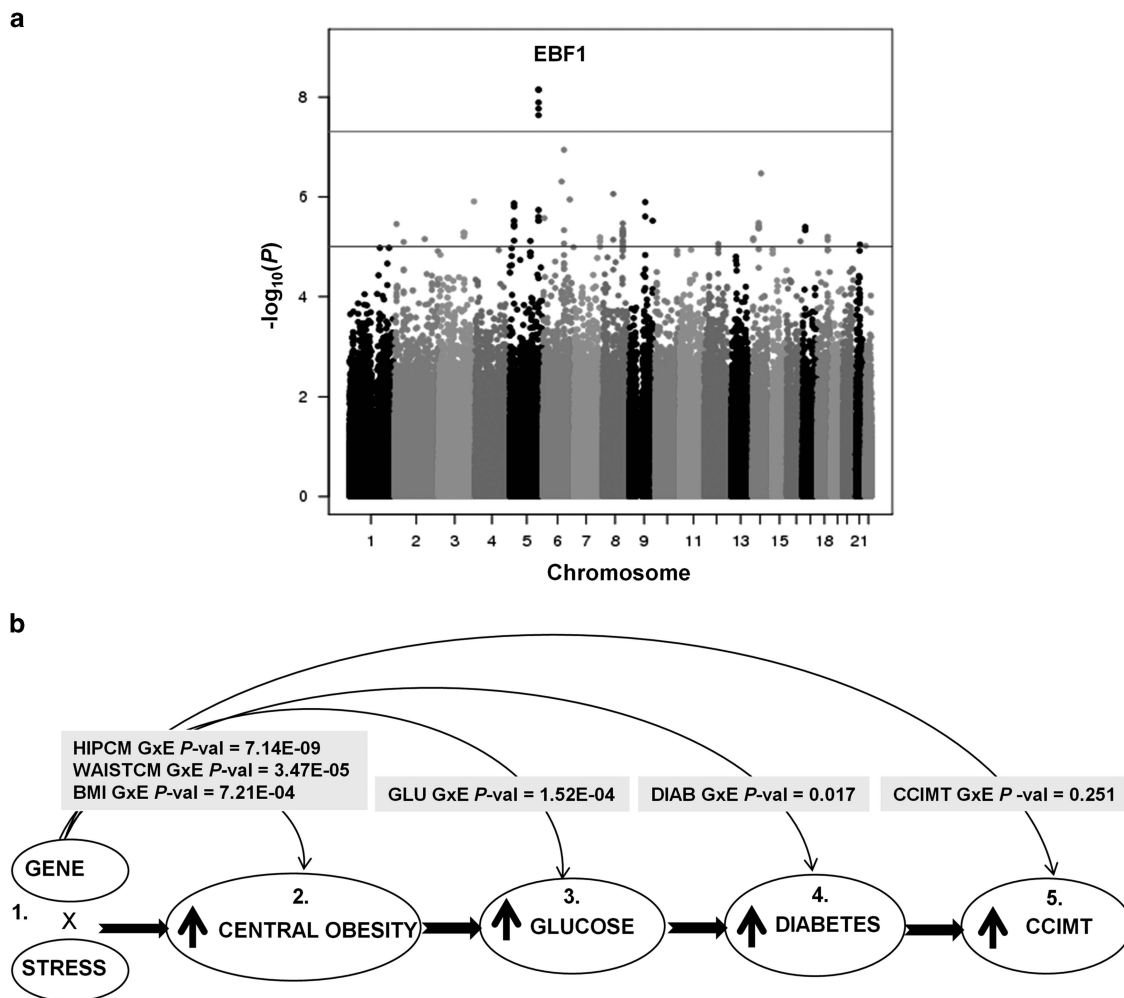 a
EBF1
8
6
4
2
0
-log10(P)
1 2 3 4 5 6 7 8 9 11 13 15 18 21
Chromosome
b
HIPCM GxE P-val = 7.14E-09
WAISTCM GxE P-val = 3.47E-05
BMI GxE P-val = 7.21E-04
GLU GxE P-val = 1.52E-04
DIAB GxE P-val = 0.017
CCIMT GxE P -val = 0.251
GENE
1.
X
STRESS
2.
CENTRAL OBESITY
3.
GLUCOSE
4.
DIABETES
5.
CCIMT